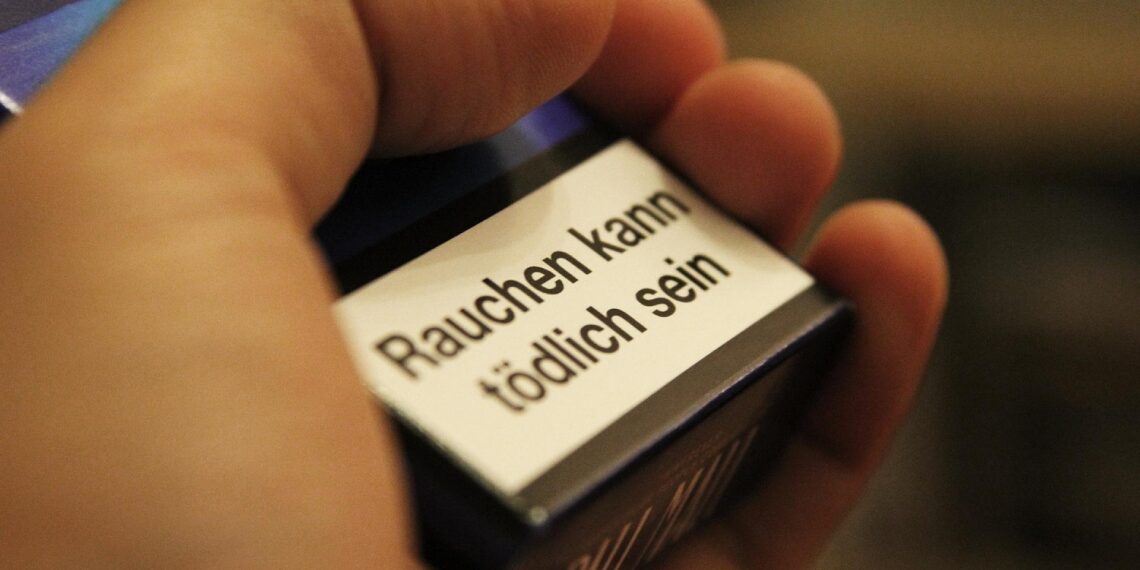 Rauchen kann
tödlich sein